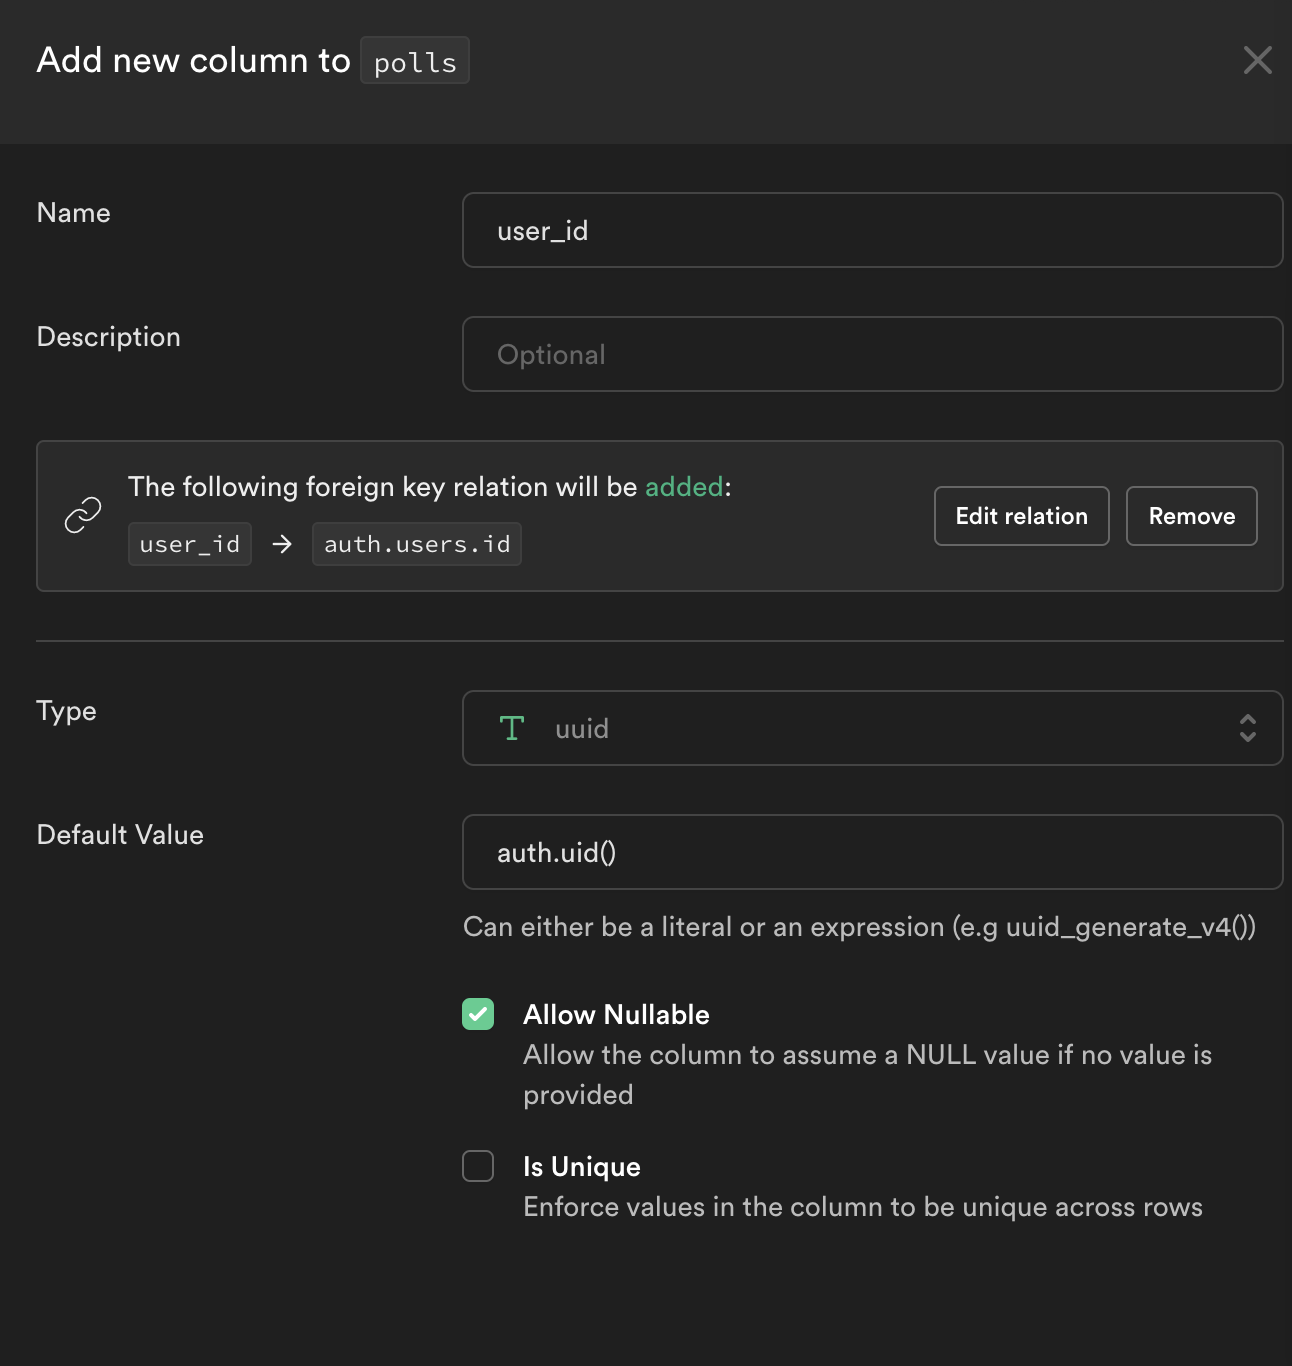 Add new column to polls
Name
user_id
Description
Optional
The following foreign key relation will be added:
user_id → auth.users.id
Edit relation
Remove
Type
uuid
Default Value
auth.uid()
Can either be a literal or an expression (e.g uuid_generate_v4())
Allow Nullable
Allow the column to assume a NULL value if no value is
provided
Is Unique
Enforce values in the column to be unique across rows